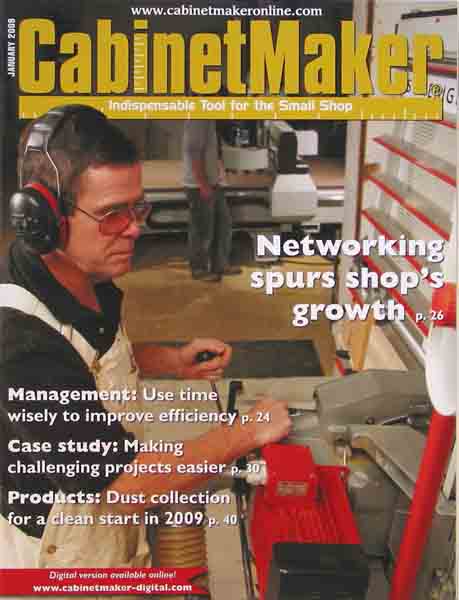 www.cabinetmakeronline.com
JANUARY 2009
CabinetMaker
Indispensable Tool for the Small Shop
Networking
spurs shop's
growth p. 26
Management: Use time
wisely to improve efficiency p. 24
Case study: Making
challenging projects easier p. 30
Products: Dust collection
for a clean start in 2009 p. 40
Digital version available online!
www.cabinetmaker-digital.com